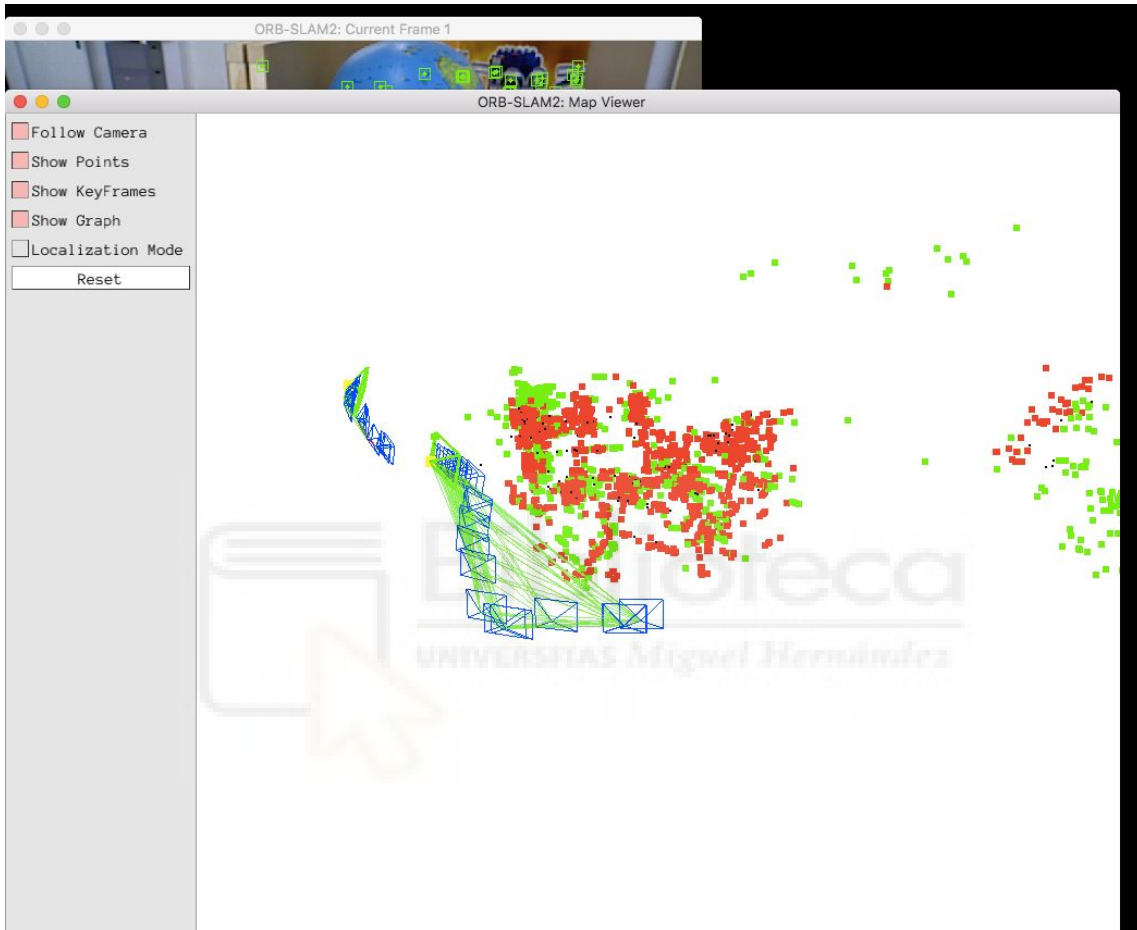 ORB-SLAM2: Current Frame 1
ORB-SLAM2: Map Viewer
Follow Camera
Show Points
Show KeyFrames
Show Graph
Localization Mode
Reset
Biblioteca
UNIVERSITAS Miguel Hernández